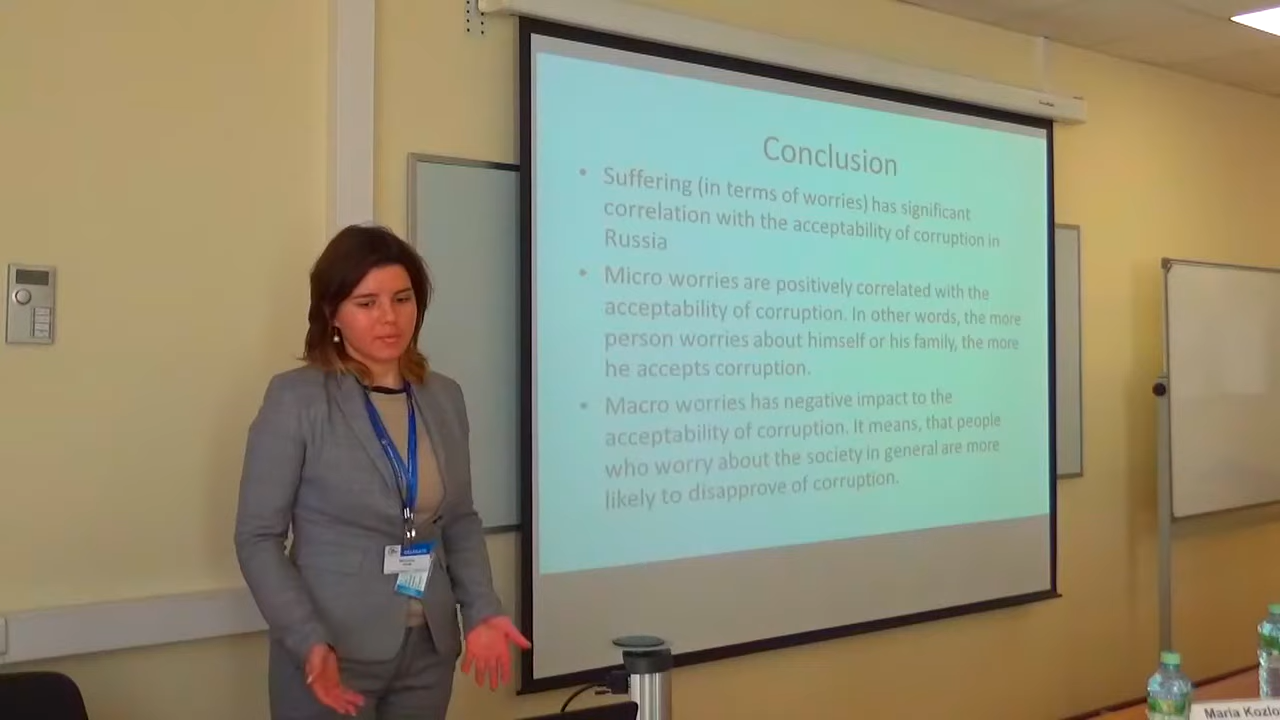 Conclusion
• Suffering (in terms of worries) has significant
correlation with the acceptability of corruption in
Russia
• Micro worries are positively correlated with the
acceptability of corruption. In other words, the more
person worries about himself or his family, the more
he accepts corruption.
• Macro worries has negative impact to the
acceptability of corruption. It means, that people
who worry about the society in general are more
likely to disapprove of corruption.
DELEGATE
Maria Kozlo